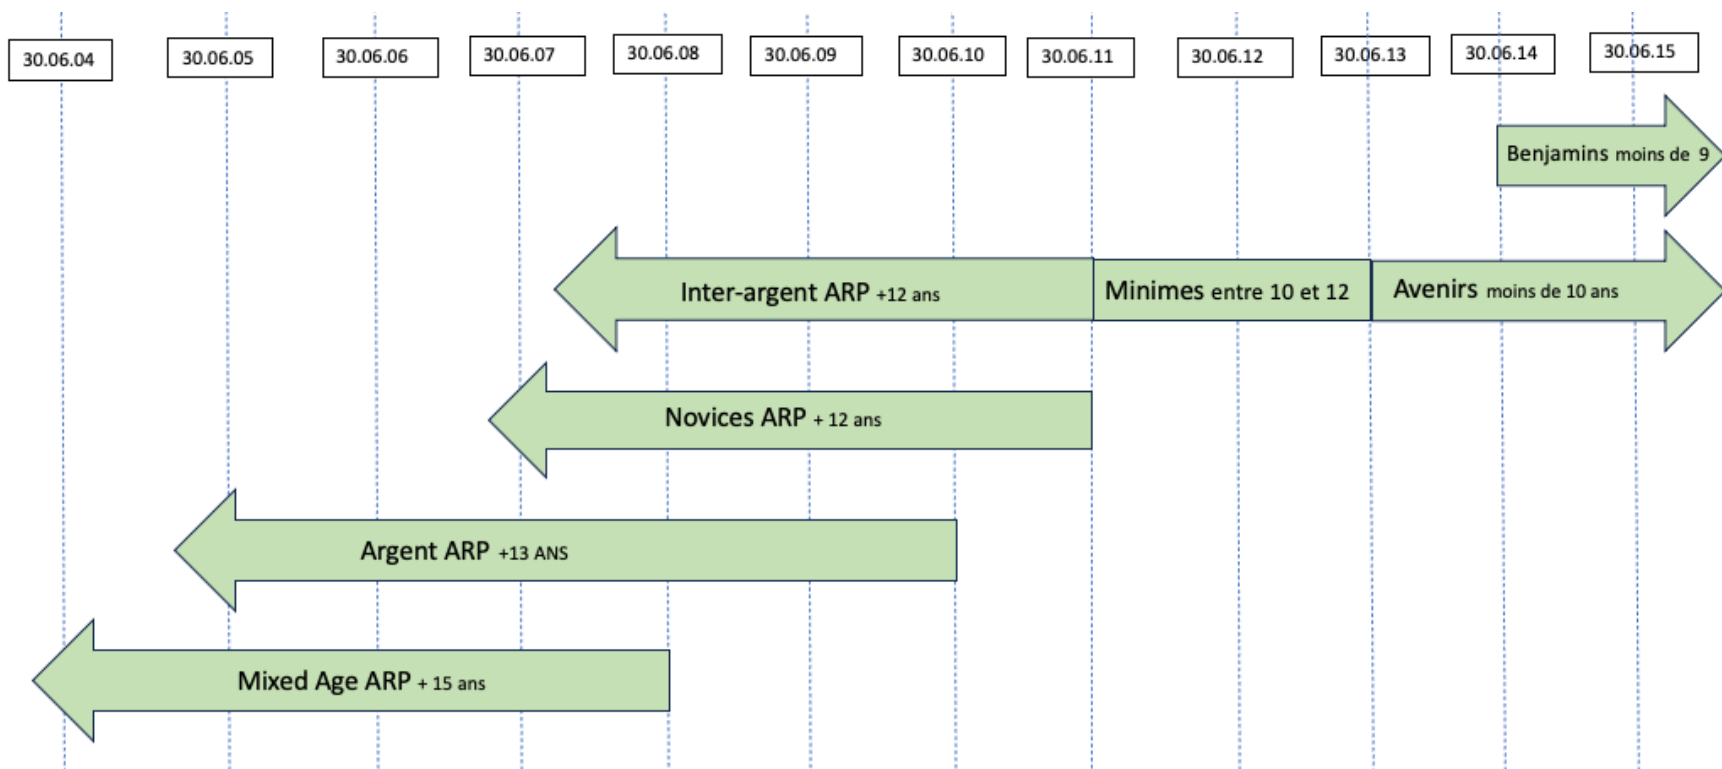 30.06.04
30.06.05
30.06.06
30.06.07
30.06.08
30.06.09
30.06.10
30.06.11
30.06.12
30.06.13
30.06.14
30.06.15
Benjamins moins de 9
Inter-argent ARP +12 ans
Minimes entre 10 et 12
Avenirs moins de 10 ans
Novices ARP + 12 ans
Argent ARP +13 ANS
Mixed Age ARP + 15 ans